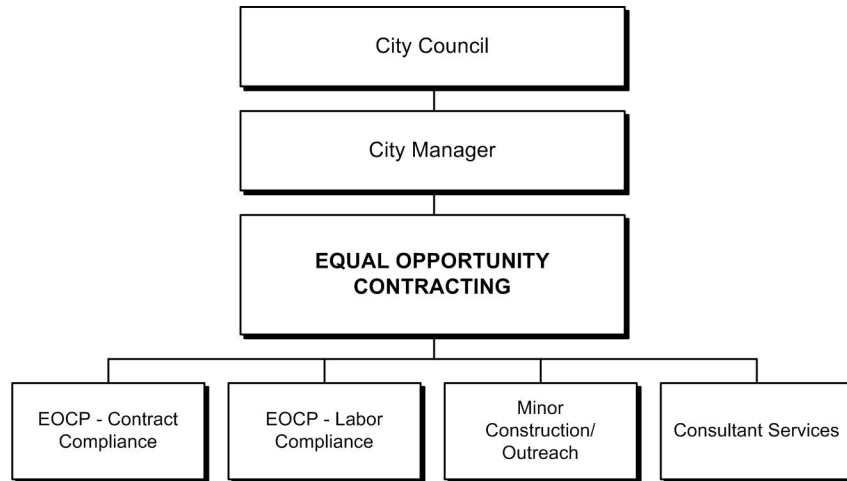 City Council
City Manager
EQUAL OPPORTUNITY
CONTRACTING
EOCP - Contract
Compliance
EOCP - Labor
Compliance
Minor
Construction/
Outreach
Consultant Services